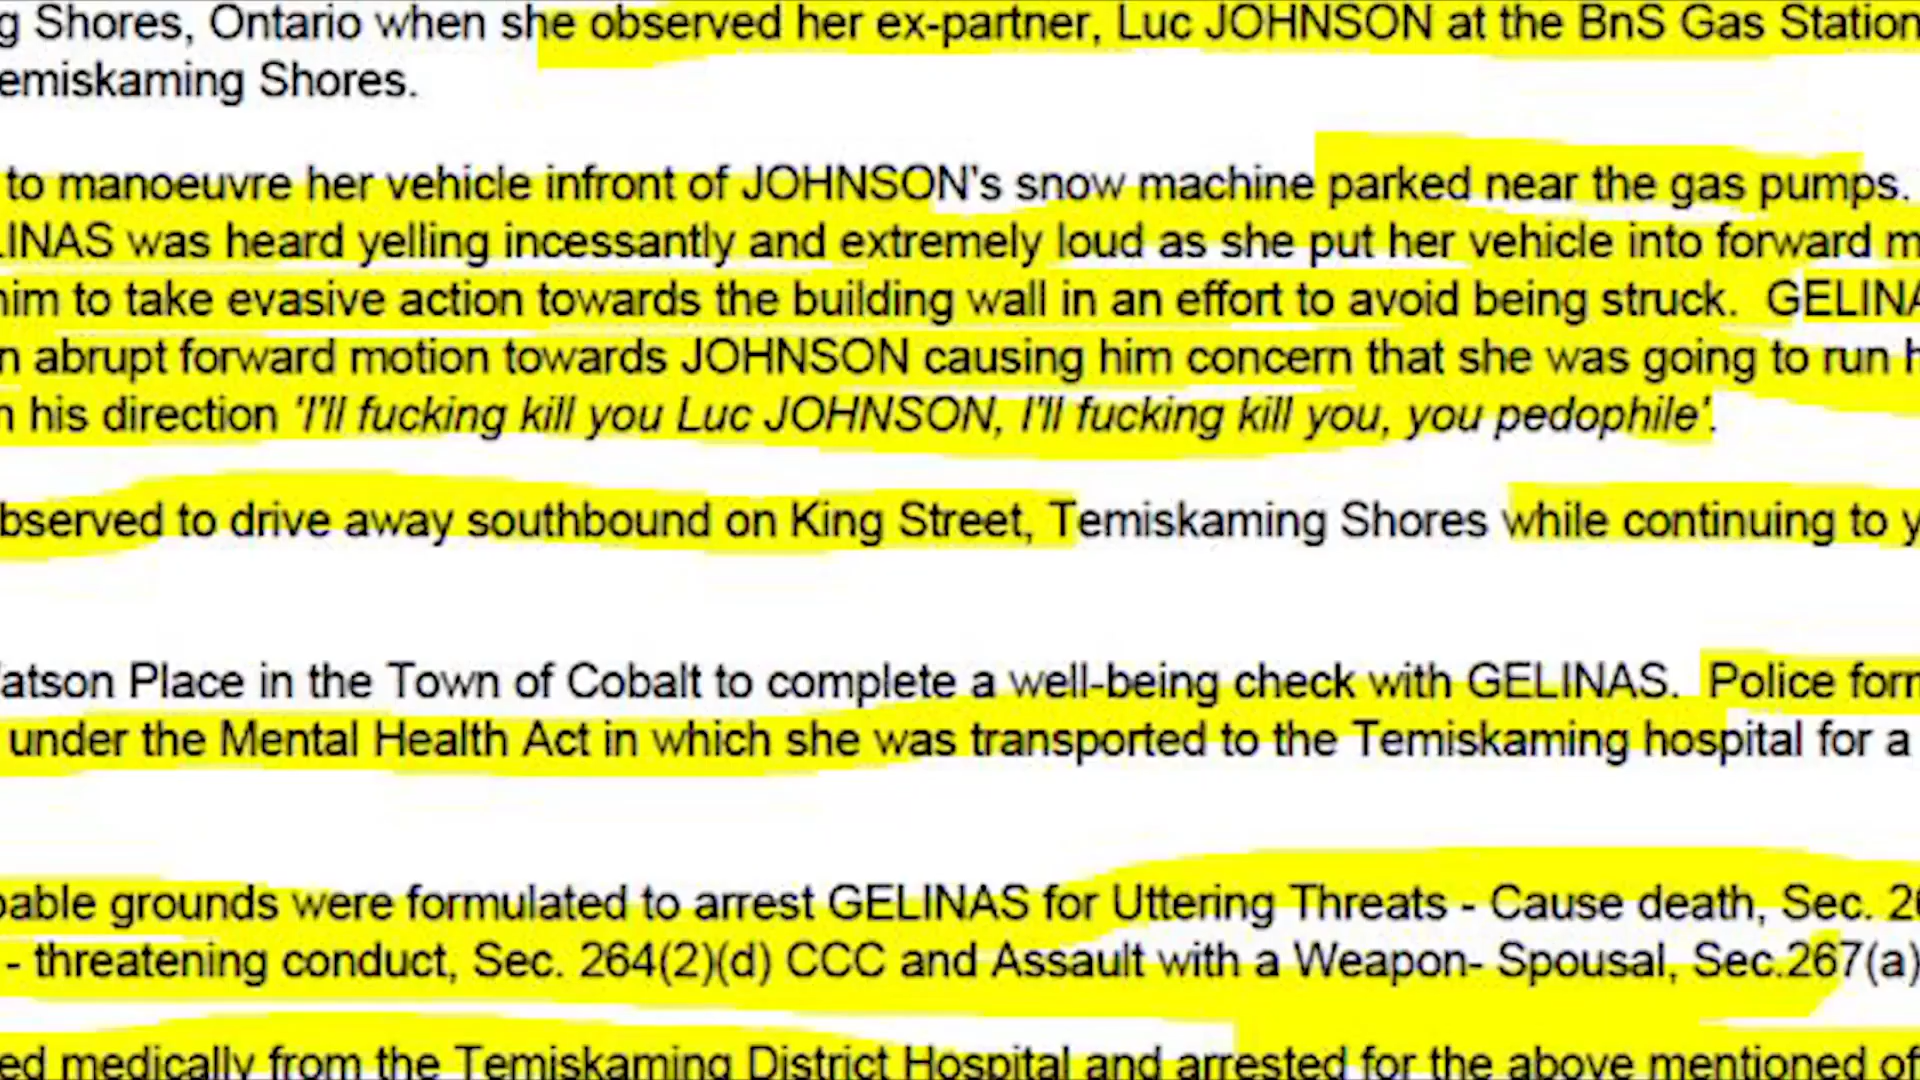 g Shores, Ontario when she observed her ex-partner, Luc JOHNSON at the BnS Gas Station
emiskaming Shores.
to manoeuvre her vehicle infront of JOHNSON's snow machine parked near the gas pumps.
LINAS was heard yelling incessantly and extremely loud as she put her vehicle into forward m
him to take evasive action towards the building wall in an effort to avoid being struck. GELINA
n abrupt forward motion towards JOHNSON causing him concern that she was going to run h
n his direction 'I'll fucking kill you Luc JOHNSON, I'll fucking kill you, you pedophile'.
bserved to drive away southbound on King Street, Temiskaming Shores while continuing to y
atson Place in the Town of Cobalt to complete a well-being check with GELINAS. Police form
under the Mental Health Act in which she was transported to the Temiskaming hospital for a
bable grounds were formulated to arrest GELINAS for Uttering Threats - Cause death, Sec. 26
- threatening conduct, Sec. 264(2)(d) CCC and Assault with a Weapon- Spousal, Sec.267(a)
ed medically from the Temiskaming District Hospital and arrested for the above mentioned of